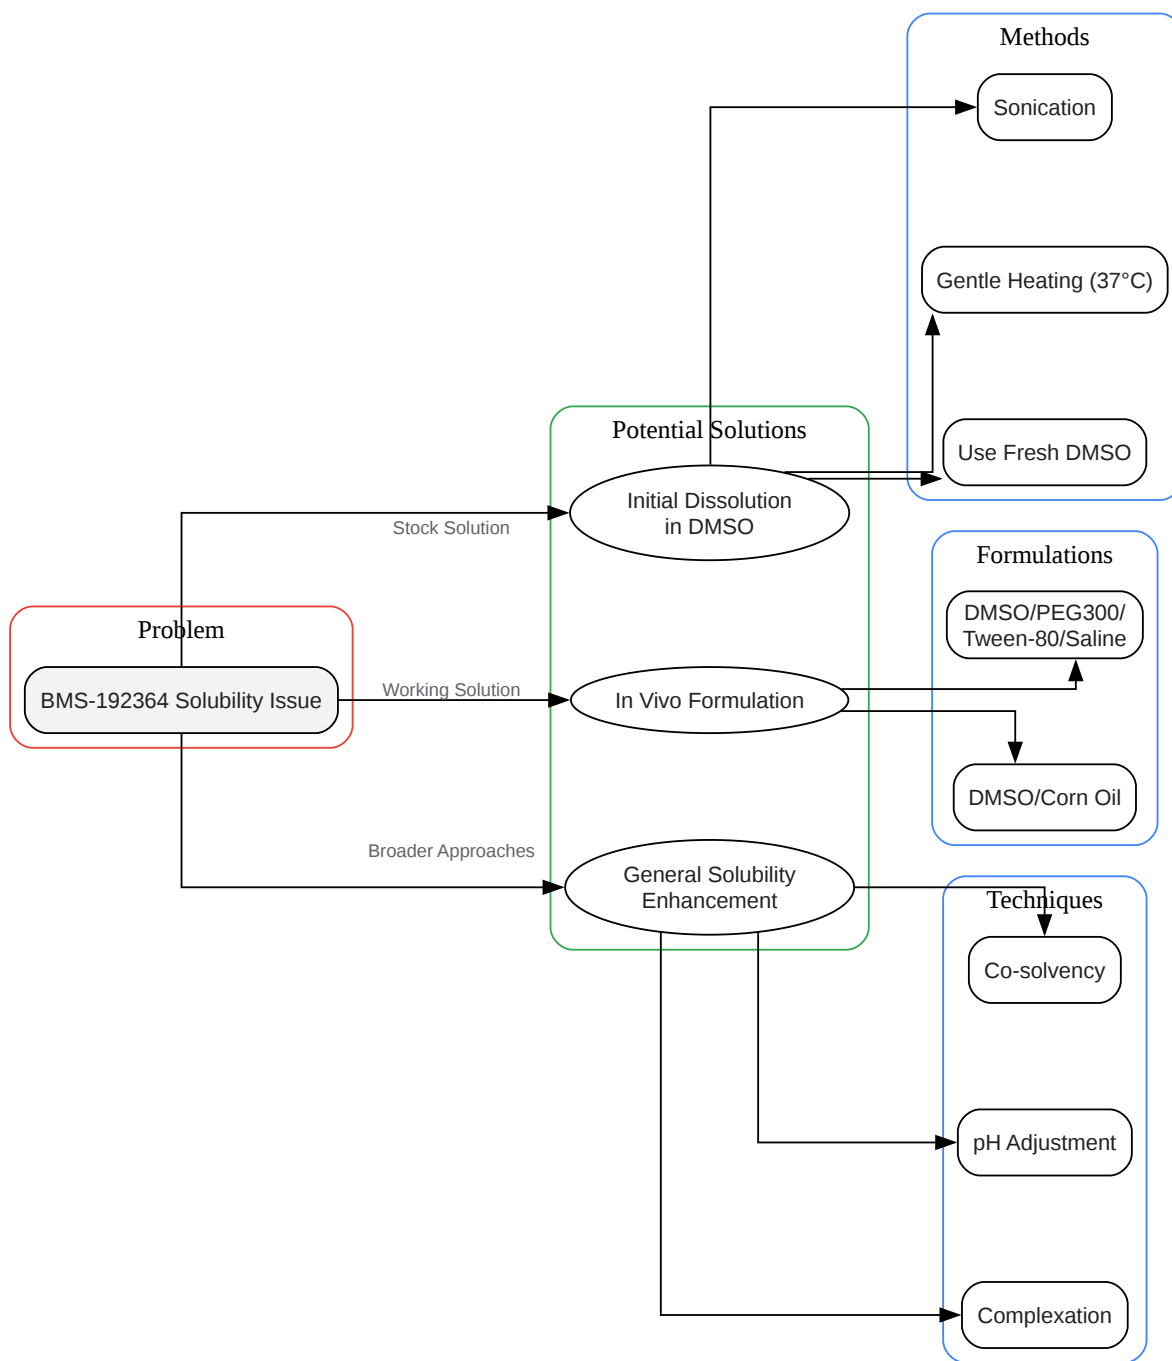 Methods
Sonication
Gentle Heating (37°C)
Use Fresh DMSO
Potential Solutions
Initial Dissolution
in DMSO
Stock Solution
Formulations
DMSO/PEG300/
Tween-80/Saline
DMSO/Corn Oil
Problem
BMS-192364 Solubility Issue
Working Solution
In Vivo Formulation
Broader Approaches
General Solubility
Enhancement
Techniques
Co-solvency
pH Adjustment
Complexation